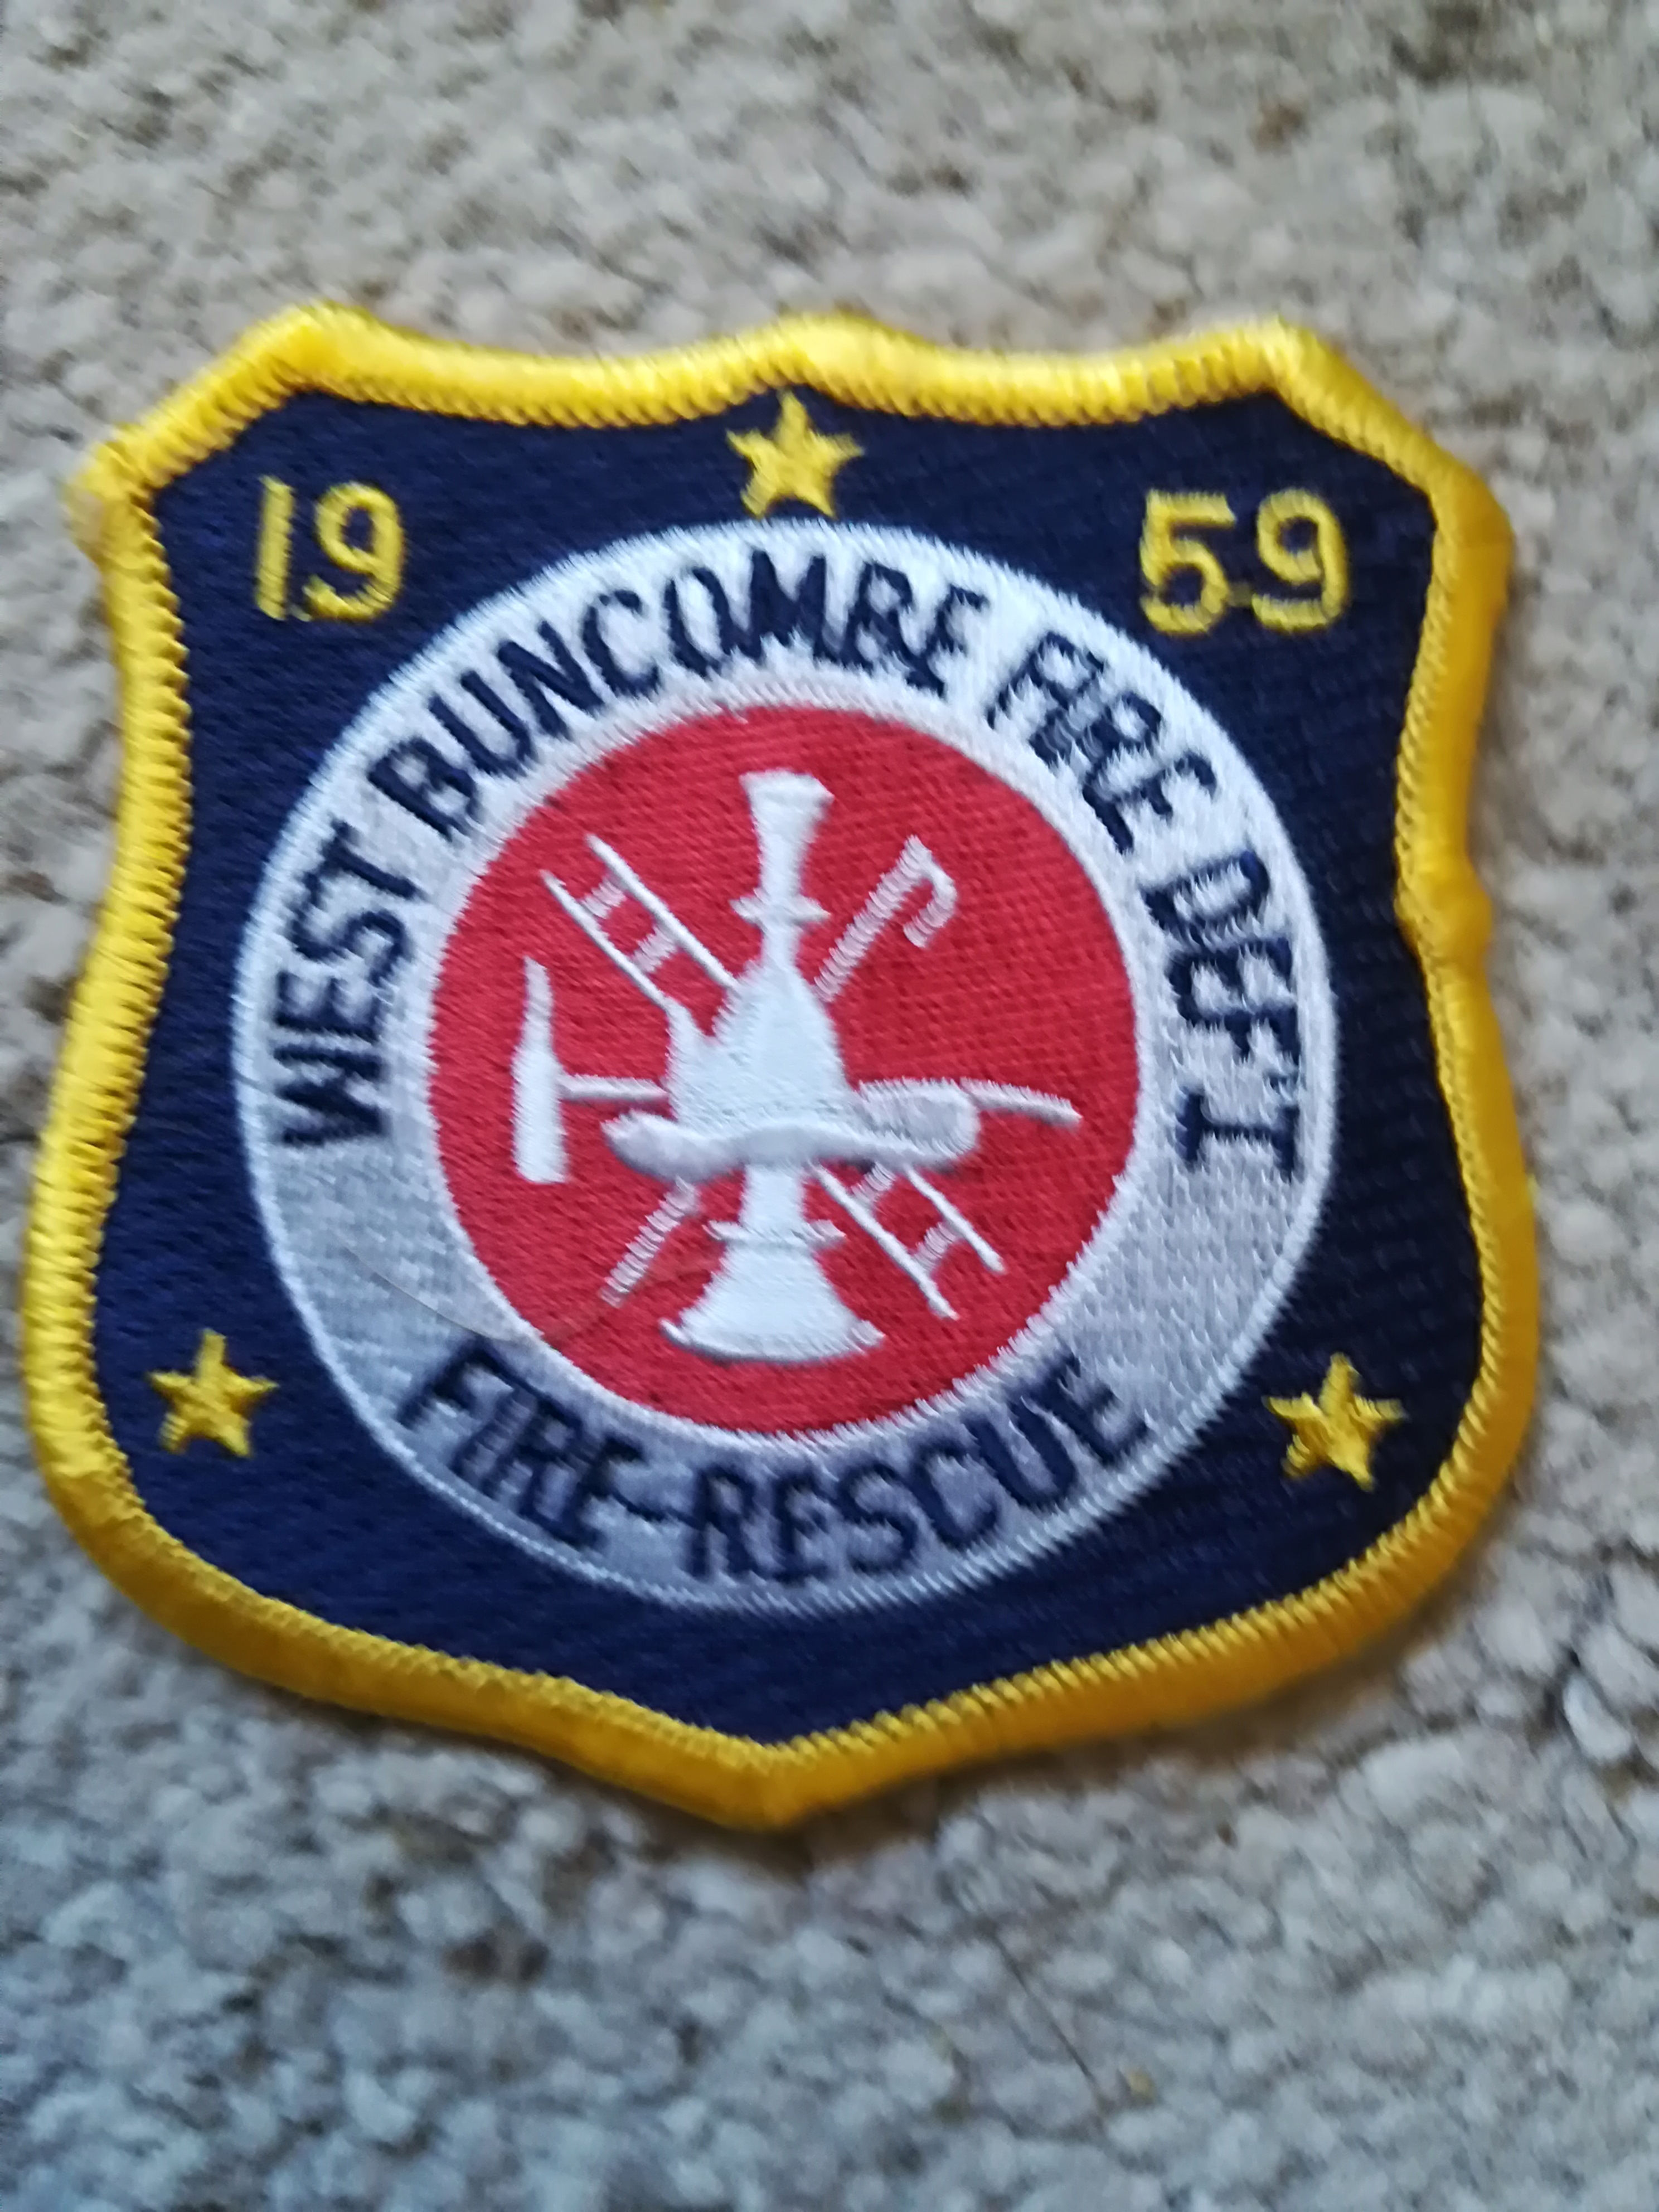 19 59
WEST BUNCOMBE FIRE DEPT
FIRE-RESCUE